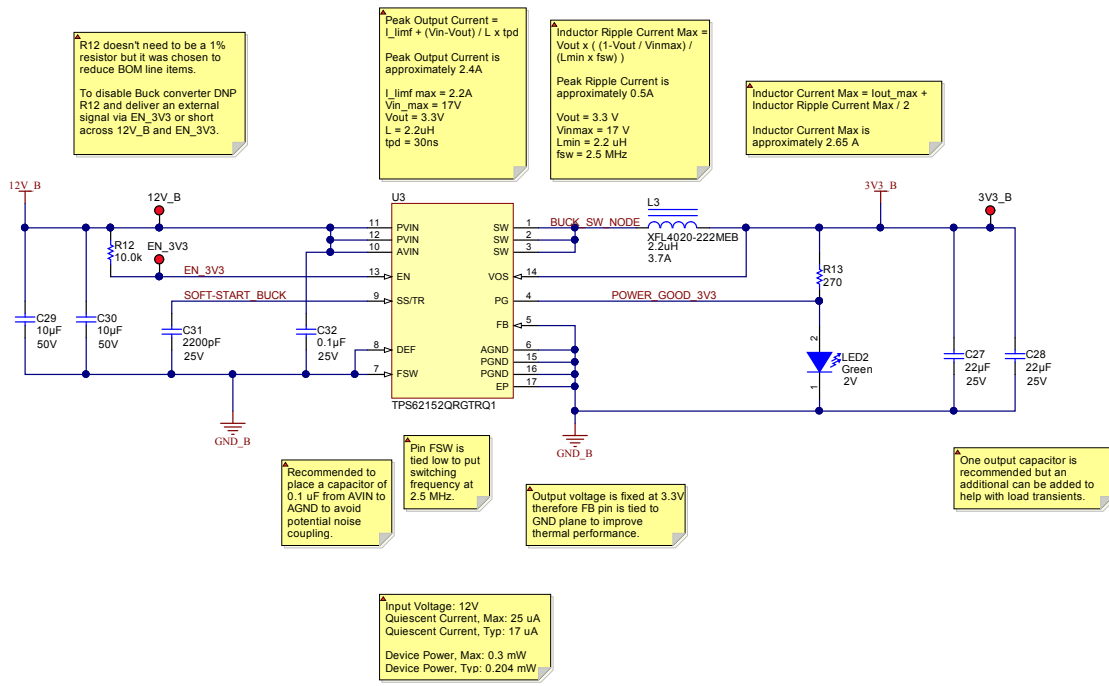 R12 doesn't need to be a 1%
resistor but it was chosen to
reduce BOM line items.
To disable Buck converter DNP
R12 and deliver an external
signal via EN_3V3 or short
across 12V_B and EN_3V3.
Peak Output Current =
I_limf + (Vin-Vout) / L x tpd
Peak Output Current is
approximately 2.4A
I_limf max = 2.2A
Vin_max = 17V
Vout = 3.3V
L = 2.2uH
tpd = 30ns
Inductor Ripple Current Max =
Vout x ( (1-Vout / Vinmax) /
(Lmin x fsw) )
Peak Ripple Current is
approximately 0.5A
Vout = 3.3 V
Vinmax = 17 V
Lmin = 2.2 uH
fsw = 2.5 MHz
Inductor Current Max = Iout_max +
Inductor Ripple Current Max / 2
Inductor Current Max is
approximately 2.65 A
12V_B
12V_B
R12
10.0k
EN_3V3
EN_3V3
SOFT-START_BUCK
C29
10µF
50V
C30
10µF
50V
C31
2200pF
25V
C32
0.1µF
25V
GND_B
U3
11
PVIN
12
PVIN
10
AVIN
13
EN
9
SS/TR
8
DEF
7
FSW
SW
1
SW
2
SW
3
VOS
14
PG
4
FB
5
AGND
6
PGND
15
PGND
16
EP
17
TPS62152QRGTRQ1
BUCK_SW_NODE
L3
XFL4020-222MEB
2.2uH
3.7A
POWER_GOOD_3V3
3V3_B
3V3_B
R13
270
2
1
LED2
Green
2V
C27
22µF
25V
C28
22µF
25V
GND_B
Recommended to
place a capacitor of
0.1 uF from AVIN to
AGND to avoid
potential noise
coupling.
Pin FSW is
tied low to put
switching
frequency at
2.5 MHz.
Output voltage is fixed at 3.3V
therefore FB pin is tied to
GND plane to improve
thermal performance.
One output capacitor is
recommended but an
additional can be added to
help with load transients.
Input Voltage: 12V
Quiescent Current, Max: 25 uA
Quiescent Current, Typ: 17 uA
Device Power, Max: 0.3 mW
Device Power, Typ: 0.204 mW